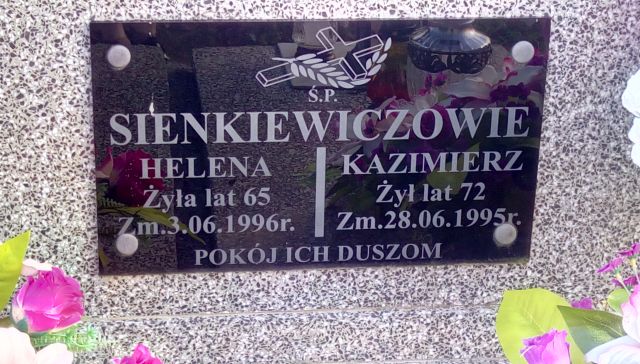 Ś.P.
SIENKIEWICZOWIE
HELENA
Żyła lat 65
Zm.3.06.1996r.
KAZIMIERZ
Żył lat 72
Zm.28.06.1995r.
POKÓJ ICH DUSZOM